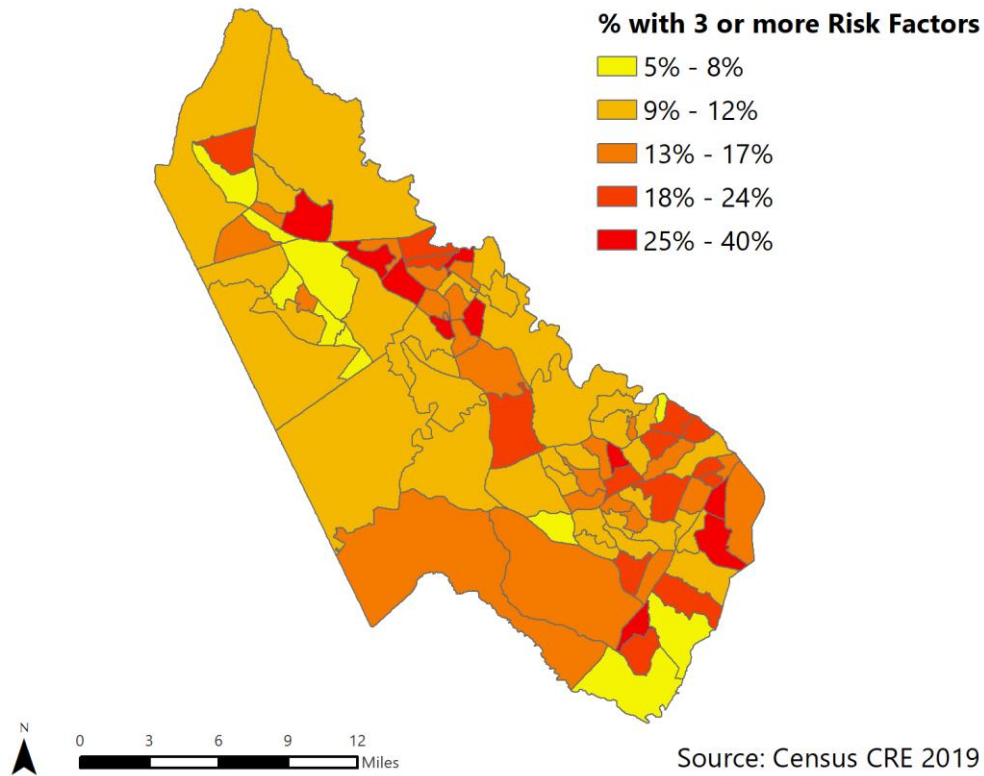 % with 3 or more Risk Factors
5% - 8%
9% - 12%
13% - 17%
18% - 24%
25% - 40%
N
0 3 6 9 12
Miles
Source: Census CRE 2019